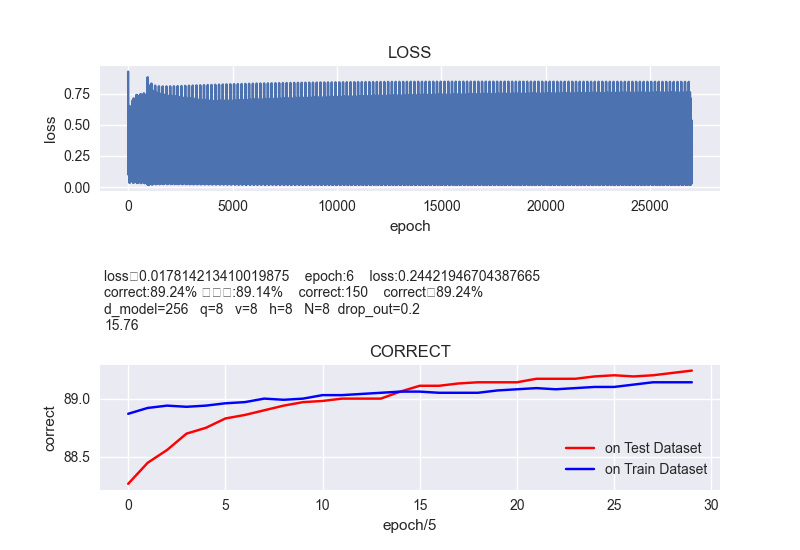 LOSS
loss
0.75
0.50
0.25
0.00
0 5000 10000 15000 20000 25000
epoch
loss□0.017814213410019875 epoch:6 loss:0.24421946704387665
correct:89.24% □□□:89.14% correct:150 correct□89.24%
d_model=256 q=8 v=8 h=8 N=8 drop_out=0.2
15.76
CORRECT
correct
89.0
88.5
on Test Dataset
on Train Dataset
0 5 10 15 20 25 30
epoch/5